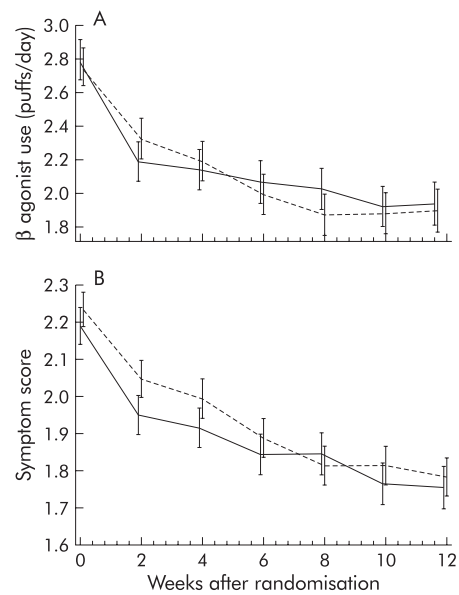 A
3.0
2.8
2.6
2.4
2.2
2.0
1.8
β agonist use (puffs/day)
B
2.3
2.2
2.1
2.0
1.9
1.8
1.7
1.6
Symptom score
0 2 4 6 8 10 12
Weeks after randomisation